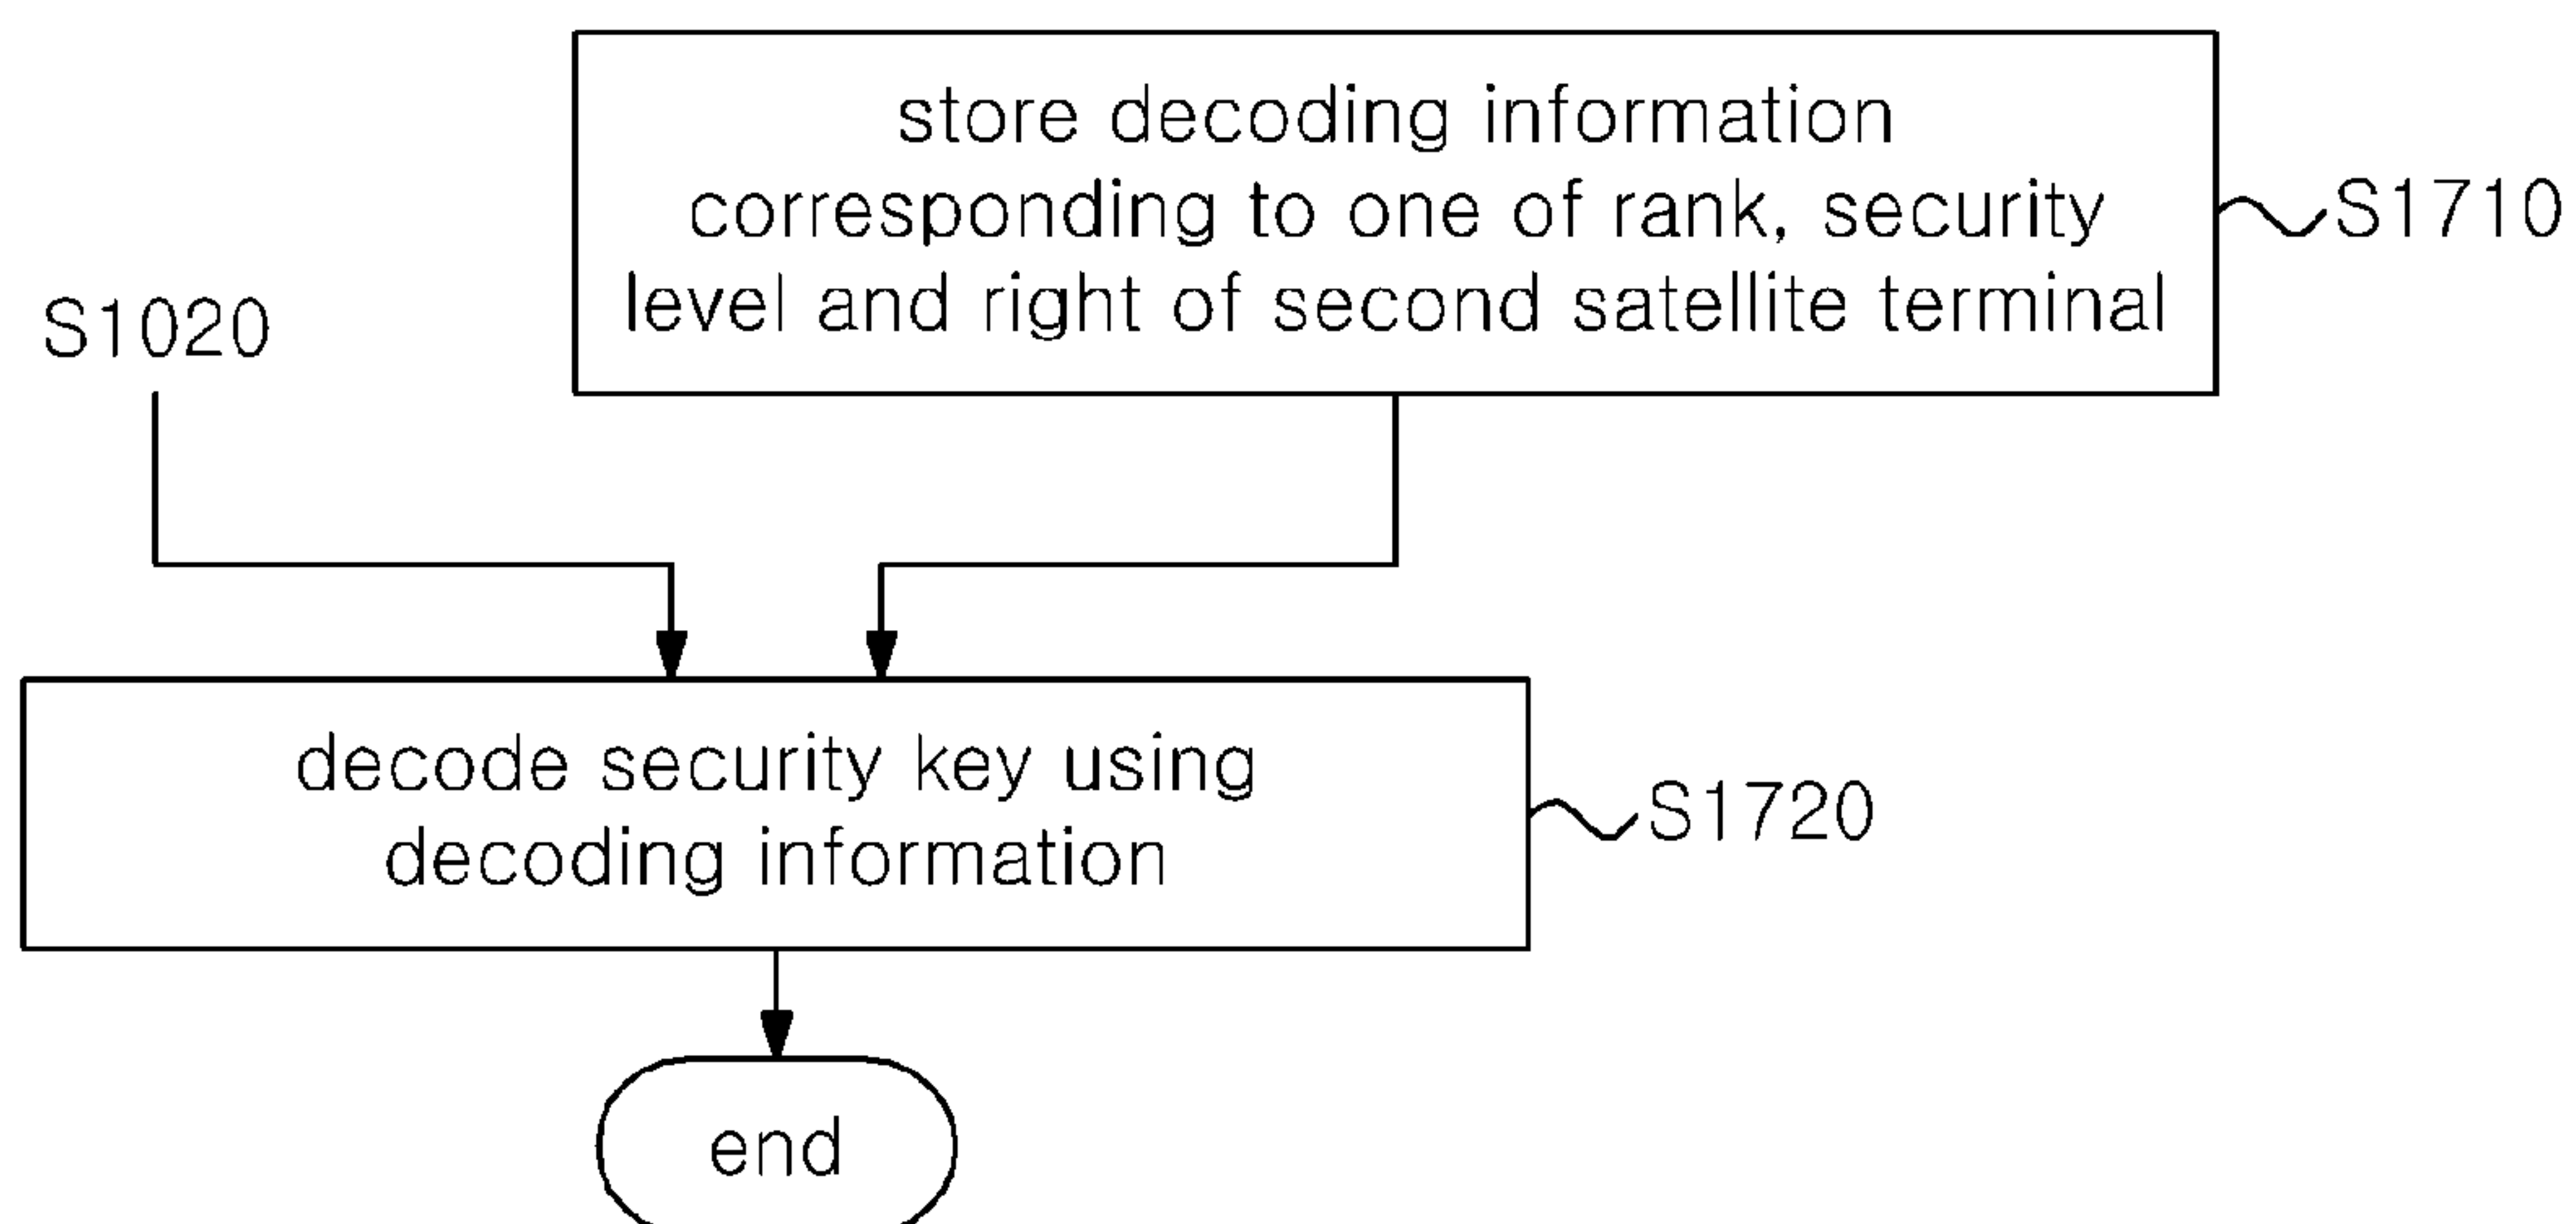 store decoding information
corresponding to one of rank, security
level and right of second satellite terminal
S1710
S1020
decode security key using
decoding information
S1720
end